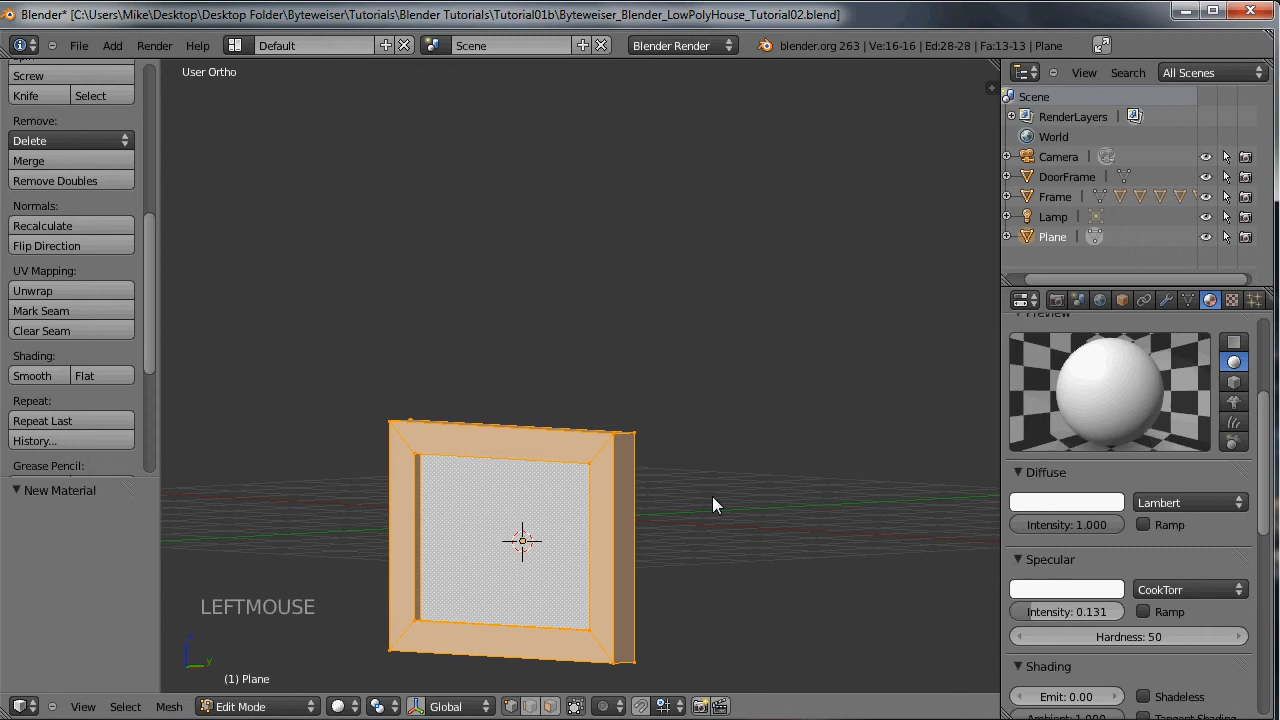 Blender* [C:\Users\Mike\Desktop\Desktop Folder\Byteweiser\Tutorials\Blender Tutorials\Tutorial01b\Byteweiser_Blender_LowPolyHouse_Tutorial02.blend]
File Add Render Help Default Scene Blender Render blender.org 263 | Ve:16-16 | Ed:28-28 | Fa:13-13 | Plane
User Ortho
Screw
Knife Select
Remove:
Delete
Merge
Remove Doubles
Normals:
Recalculate
Flip Direction
UV Mapping:
Unwrap
Mark Seam
Clear Seam
Shading:
Smooth Flat
Repeat:
Repeat Last
History...
Grease Pencil:
New Material
LEFTMOUSE
(1) Plane
View Select Mesh Edit Mode Global
View Search All Scenes
Scene
RenderLayers
World
Camera
DoorFrame
Frame
Lamp
Plane
Preview
Diffuse
Lambert
Intensity: 1.000 Ramp
Specular
CookTorr
Intensity: 0.131 Ramp
Hardness: 50
Shading
Emit: 0.00 Shadeless
Ambient: 1.000 Tangent Shading